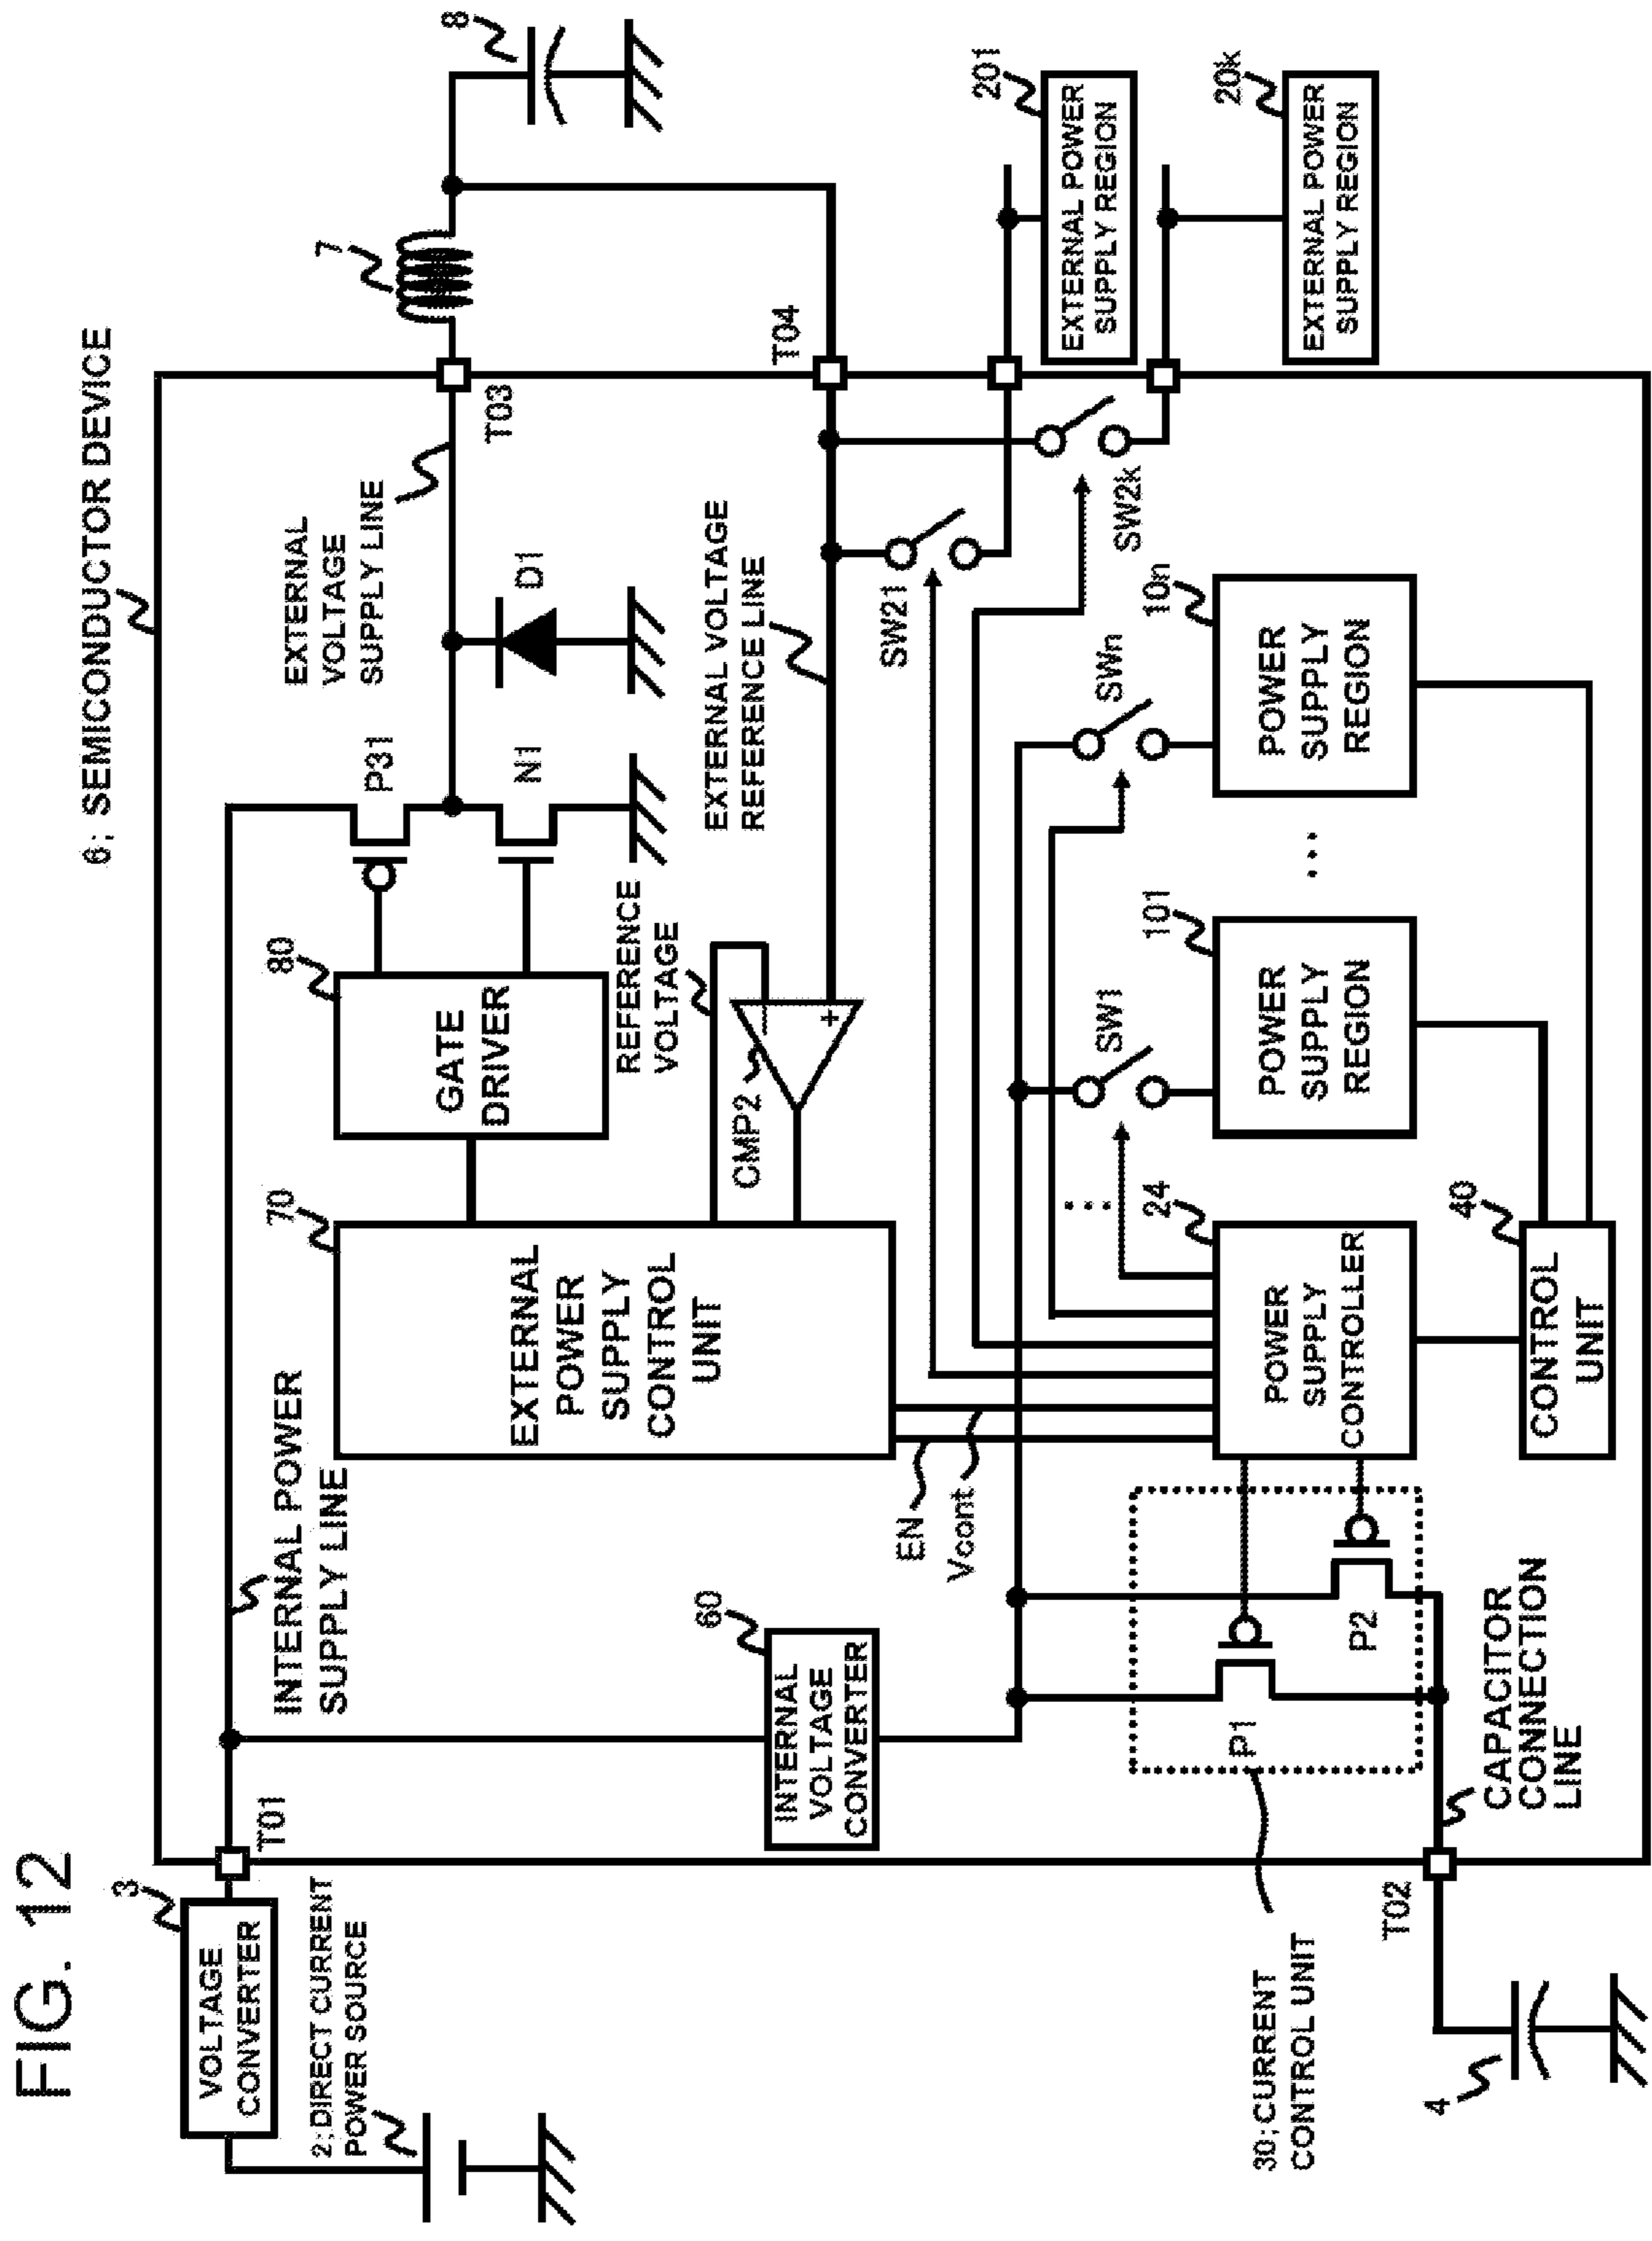 FIG. 12
6; SEMICONDUCTOR DEVICE
3
VOLTAGE
CONVERTER
2;DIRECT CURRENT
POWER SOURCE
T01
INTERNAL POWER
SUPPLY LINE
70
EXTERNAL
POWER
SUPPLY
CONTROL
UNIT
80
GATE
DRIVER
P31
N1
EXTERNAL
VOLTAGE
SUPPLY LINE
D1
T03
7
8
REFERENCE
VOLTAGE
CMP2
−
+
EXTERNAL VOLTAGE
REFERENCE LINE
T04
60
INTERNAL
VOLTAGE
CONVERTER
EN
Vcont
SW21
SW2k
201
EXTERNAL POWER
SUPPLY REGION
20k
EXTERNAL POWER
SUPPLY REGION
SW1
SWn
...
24
POWER
SUPPLY
CONTROLLER
101
POWER
SUPPLY
REGION
...
10n
POWER
SUPPLY
REGION
P1
P2
30;CURRENT
CONTROL UNIT
T02
CAPACITOR
CONNECTION
LINE
40
CONTROL
UNIT
4